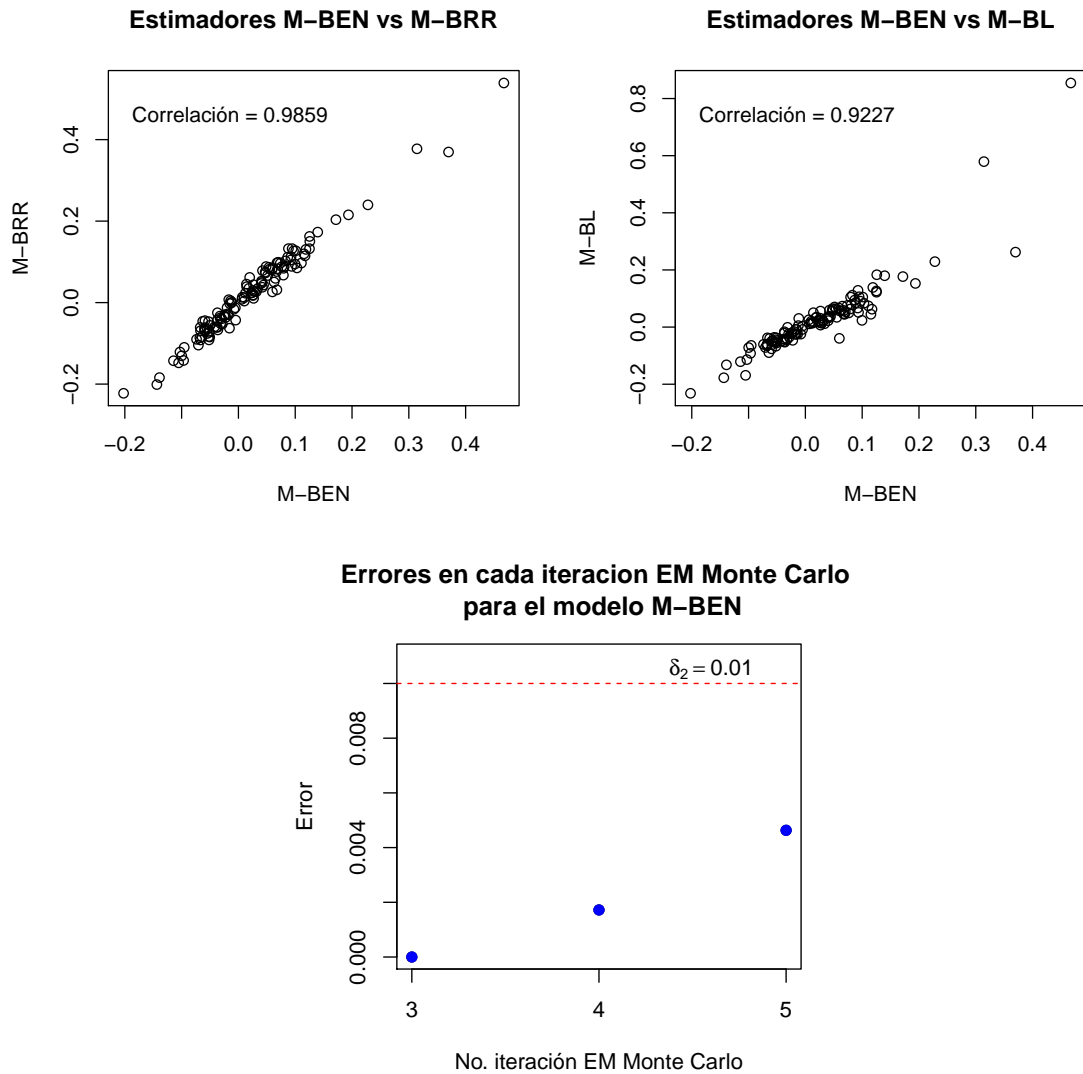 Estimadores M−BEN vs M−BRR
Correlación = 0.9859
M−BRR
0.4
0.2
0.0
−0.2
−0.2
0.0
0.1
0.2
0.3
0.4
M−BEN
Estimadores M−BEN vs M−BL
Correlación = 0.9227
M−BL
0.8
0.6
0.4
0.2
0.0
−0.2
−0.2
0.0
0.1
0.2
0.3
0.4
M−BEN
Errores en cada iteracion EM Monte Carlo
para el modelo M−BEN
δ₂ = 0.01
Error
0.008
0.004
0.000
3
4
5
No. iteración EM Monte Carlo